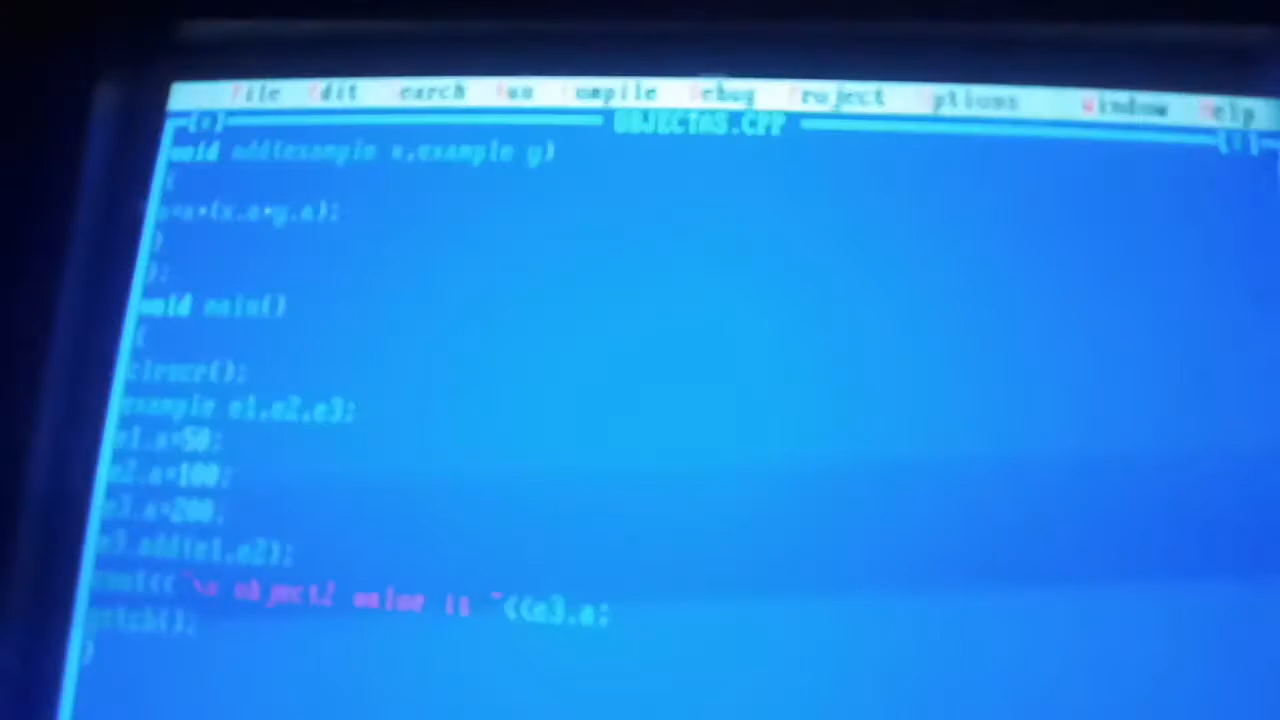 File Edit Search Run Compile Debug Project Options Window Help
OBJECTAS.CPP
void add(example x,example y)
{
a=a+(x.a+y.a);
}
};
void main()
{
clrscr();
example e1,e2,e3;
e1.a=50;
e2.a=100;
e3.a=200;
e3.add(e1,e2);
cout<<"\n object2 value is "<<e3.a;
getch();
}